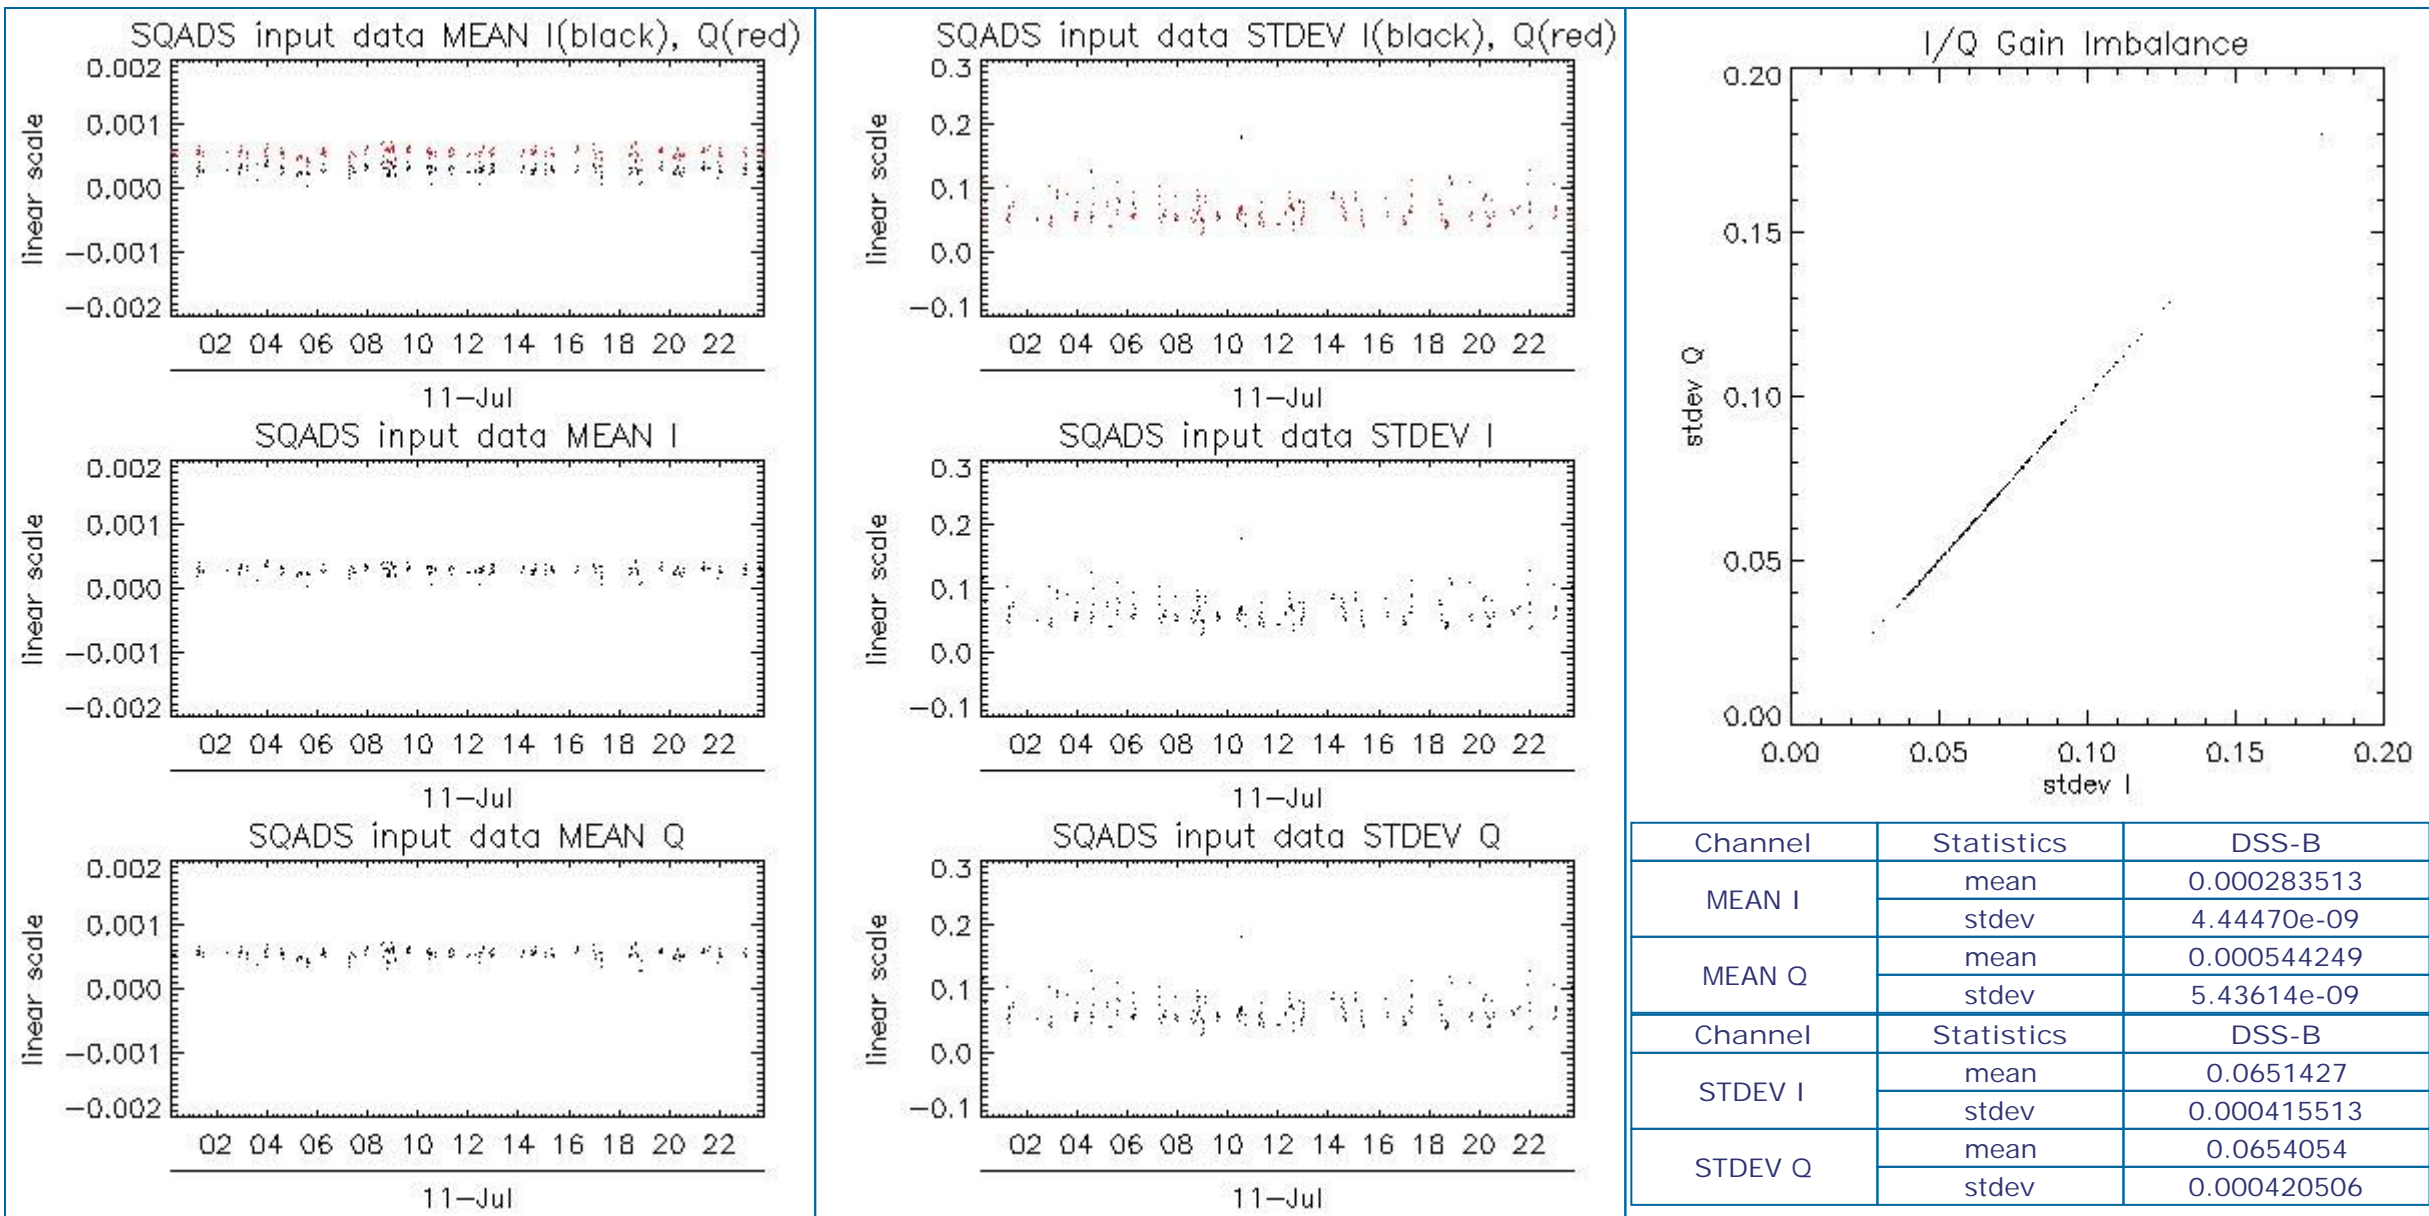 SQADS input data MEAN I(black), Q(red)
linear scale
0.002
0.001
0.000
-0.001
-0.002
02 04 06 08 10 12 14 16 18 20 22
11-Jul
SQADS input data MEAN I
linear scale
0.002
0.001
0.000
-0.001
-0.002
02 04 06 08 10 12 14 16 18 20 22
11-Jul
SQADS input data MEAN Q
linear scale
0.002
0.001
0.000
-0.001
-0.002
02 04 06 08 10 12 14 16 18 20 22
11-Jul
SQADS input data STDEV I(black), Q(red)
linear scale
0.3
0.2
0.1
0.0
-0.1
02 04 06 08 10 12 14 16 18 20 22
11-Jul
SQADS input data STDEV I
linear scale
0.3
0.2
0.1
0.0
-0.1
02 04 06 08 10 12 14 16 18 20 22
11-Jul
SQADS input data STDEV Q
linear scale
0.3
0.2
0.1
0.0
-0.1
02 04 06 08 10 12 14 16 18 20 22
11-Jul
I/Q Gain Imbalance
stdev Q
0.20
0.15
0.10
0.05
0.00
0.00 0.05 0.10 0.15 0.20
stdev I
Channel Statistics DSS-B
MEAN I mean 0.000283513
stdev 4.44470e-09
MEAN Q mean 0.000544249
stdev 5.43614e-09
Channel Statistics DSS-B
STDEV I mean 0.0651427
stdev 0.000415513
STDEV Q mean 0.0654054
stdev 0.000420506